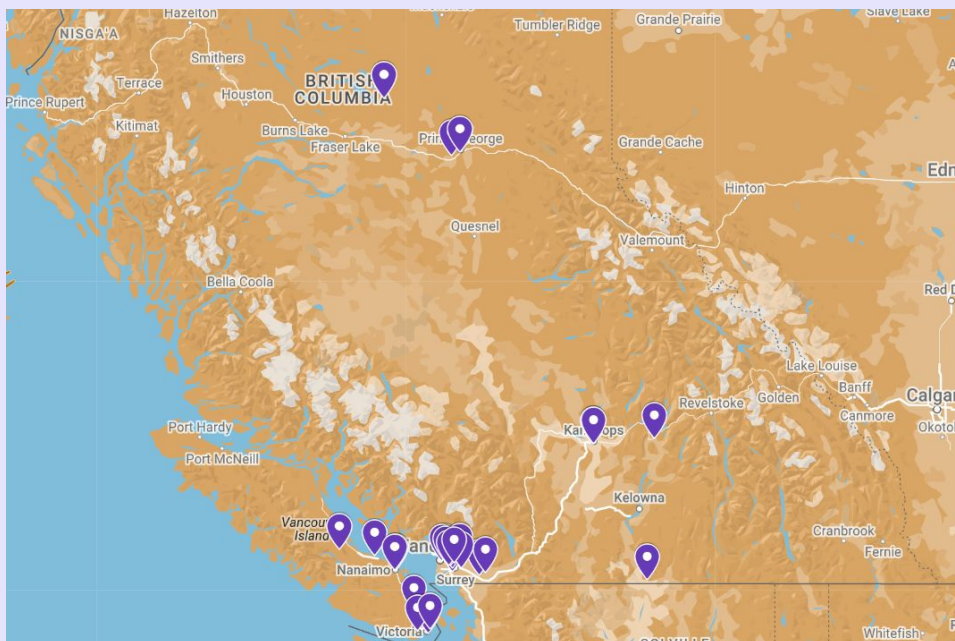 Hazelton
NISGA'A
Smithers
Terrace
Prince Rupert
Kitimat
Houston
Burns Lake
Fraser Lake
BRITISH
COLUMBIA
Tumbler Ridge
Grande Prairie
Slave Lake
Grande Cache
Edm
Hinton
Quesnel
Valemount
Bella Coola
Red D
Lake Louise
Banff
Calgar
Golden
Canmore
Okoto
Revelstoke
Port Hardy
Port McNeill
Kelowna
Cranbrook
Fernie
Island
Nanaimo
Surrey
Victoria
Whitefish